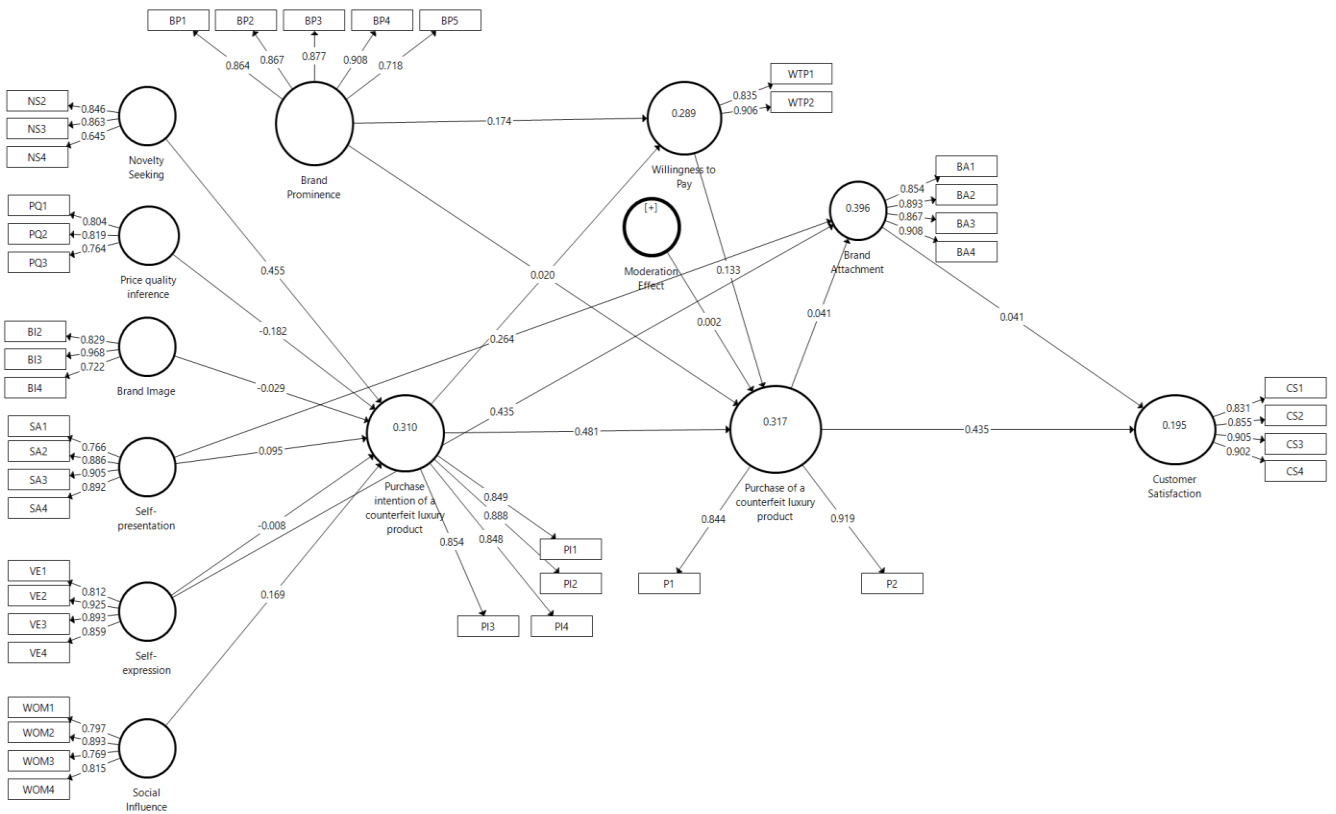 BP1
BP2
BP3
BP4
BP5
0.864
0.867
0.877
0.908
0.718
Brand
Prominence
NS2
NS3
NS4
0.846
0.863
0.645
Novelty
Seeking
PQ1
PQ2
PQ3
0.804
0.819
0.764
Price quality
inference
BI2
BI3
BI4
0.829
0.968
0.722
Brand Image
SA1
SA2
SA3
SA4
0.766
0.886
0.905
0.892
Self-
presentation
VE1
VE2
VE3
VE4
0.812
0.925
0.893
0.859
Self-
expression
WOM1
WOM2
WOM3
WOM4
0.797
0.893
0.769
0.815
Social
Influence
0.455
-0.182
-0.029
0.095
-0.008
0.169
0.174
0.020
0.264
0.435
0.310
Purchase
intention of a
counterfeit luxury
product
0.849
0.888
0.848
0.854
PI1
PI2
PI3
PI4
0.481
0.289
Willingness to
Pay
0.835
0.906
WTP1
WTP2
[+]
Moderation
Effect
0.133
0.002
0.317
Purchase of a
counterfeit luxury
product
0.844
0.919
P1
P2
0.041
0.396
Brand
Attachment
0.854
0.893
0.867
0.908
BA1
BA2
BA3
BA4
0.041
0.435
0.195
Customer
Satisfaction
0.831
0.855
0.905
0.902
CS1
CS2
CS3
CS4